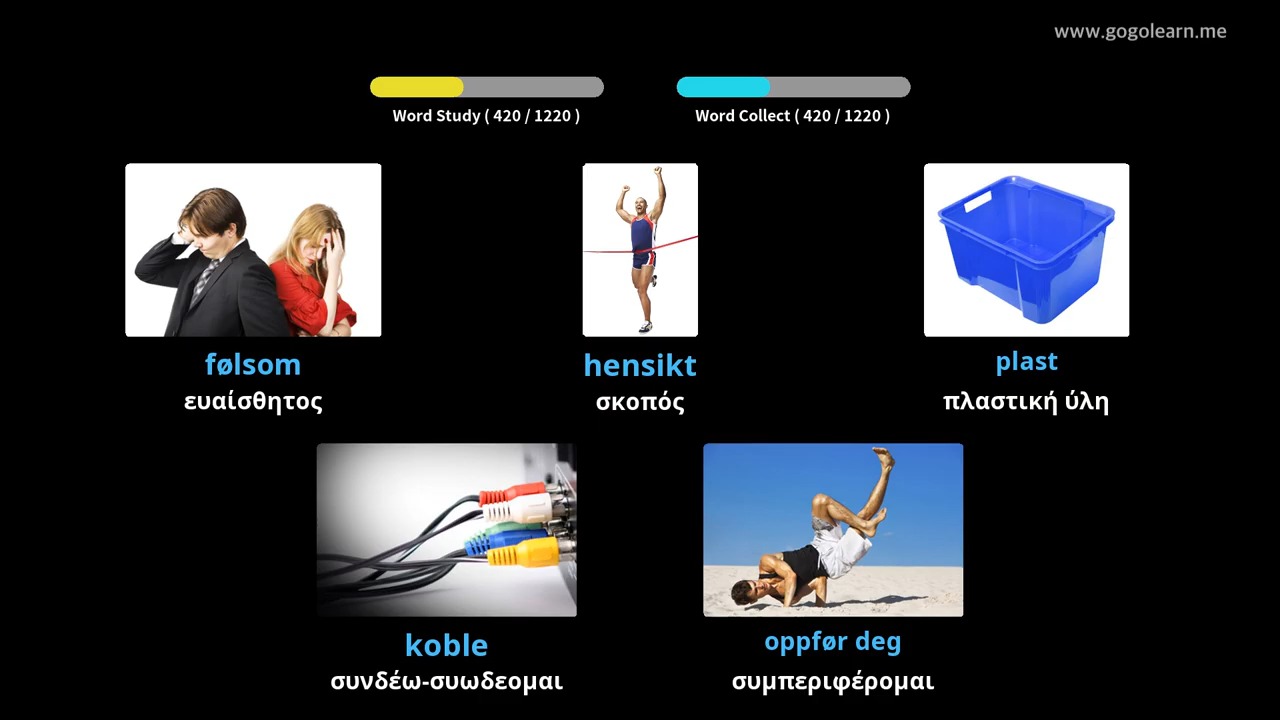 www.gogolearn.me
Word Study ( 420 / 1220 )
Word Collect ( 420 / 1220 )
følsom
ευαίσθητος
hensikt
σκοπός
plast
πλαστική ύλη
koble
συνδέω-συωδεομαι
oppfør deg
συμπεριφέρομαι